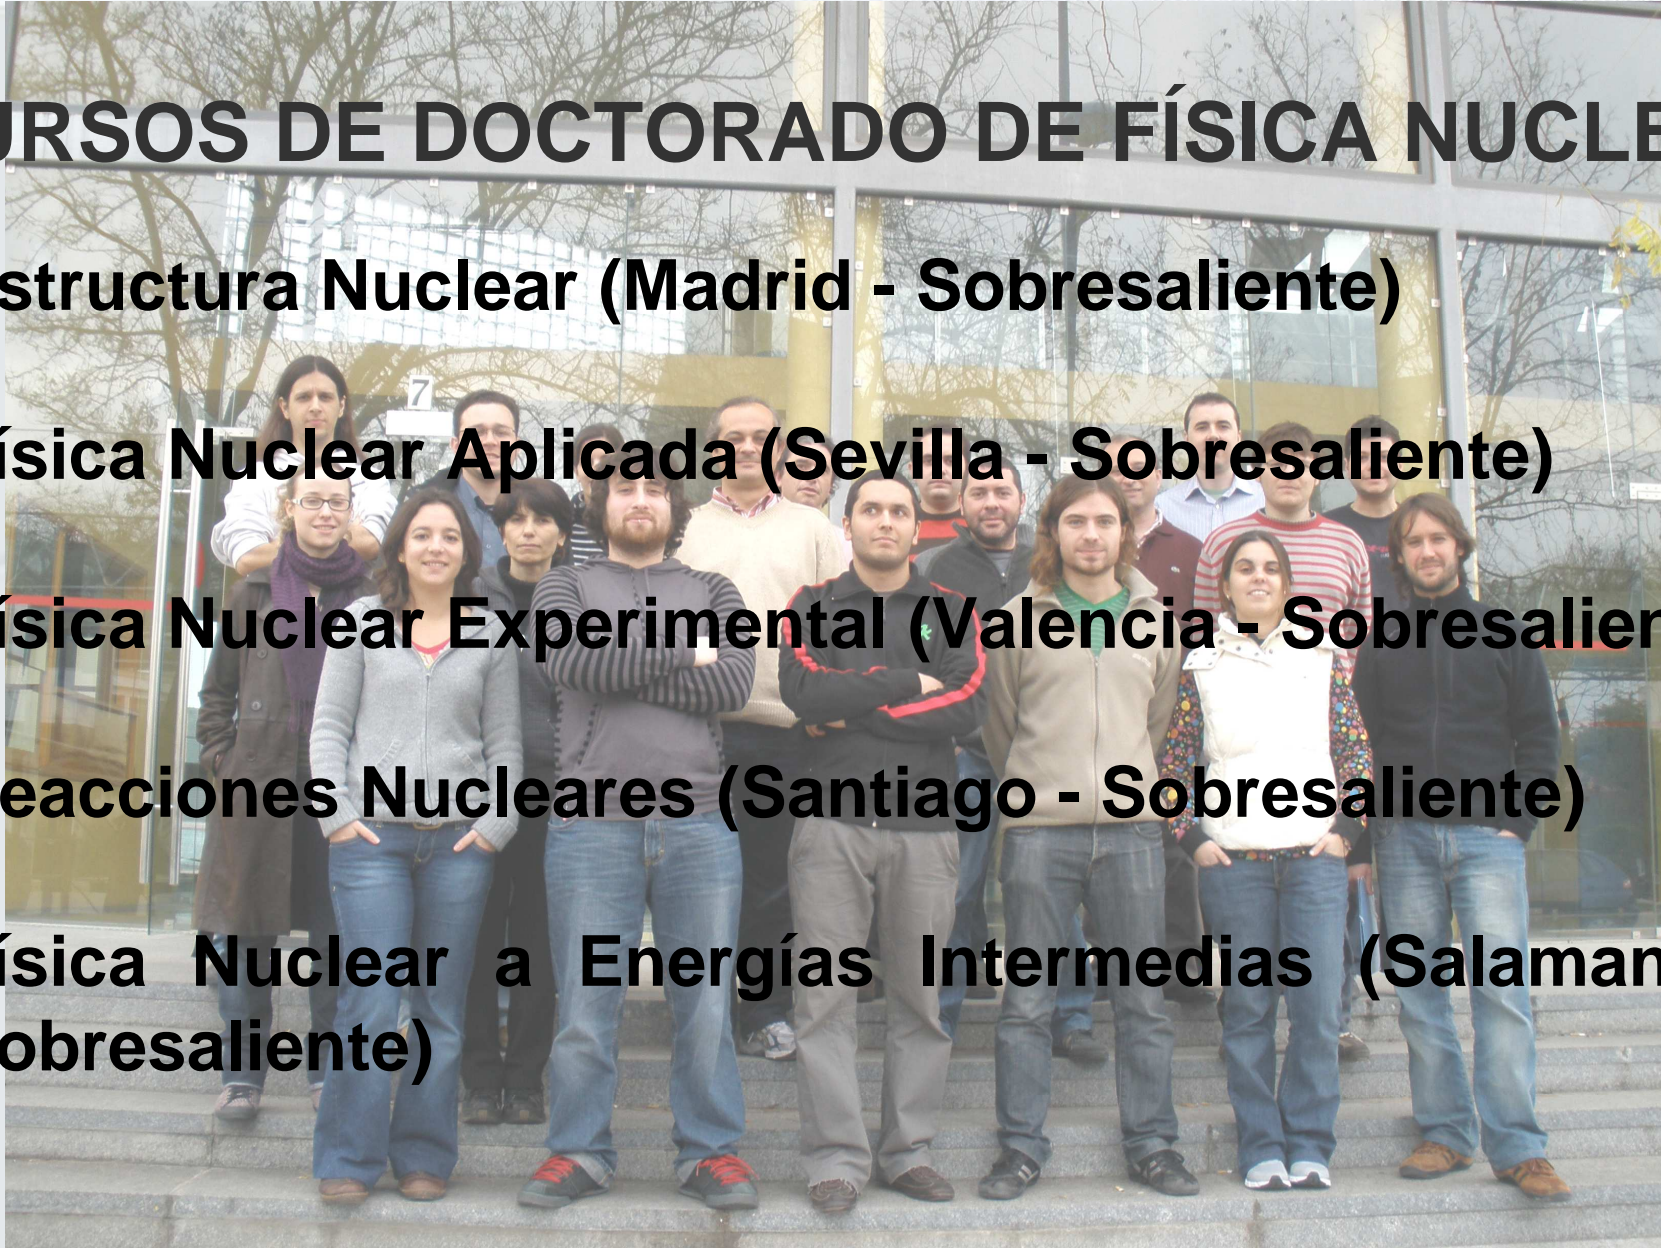 URSOS DE DOCTORADO DE FÍSICA NUCLE
structura Nuclear (Madrid - Sobresaliente)
7
ísica Nuclear Aplicada (Sevilla - Sobresaliente)
ísica Nuclear Experimental (Valencia - Sobresalien
eacciones Nucleares (Santiago - Sobresaliente)
ísica Nuclear a Energías Intermedias (Salaman
obresaliente)